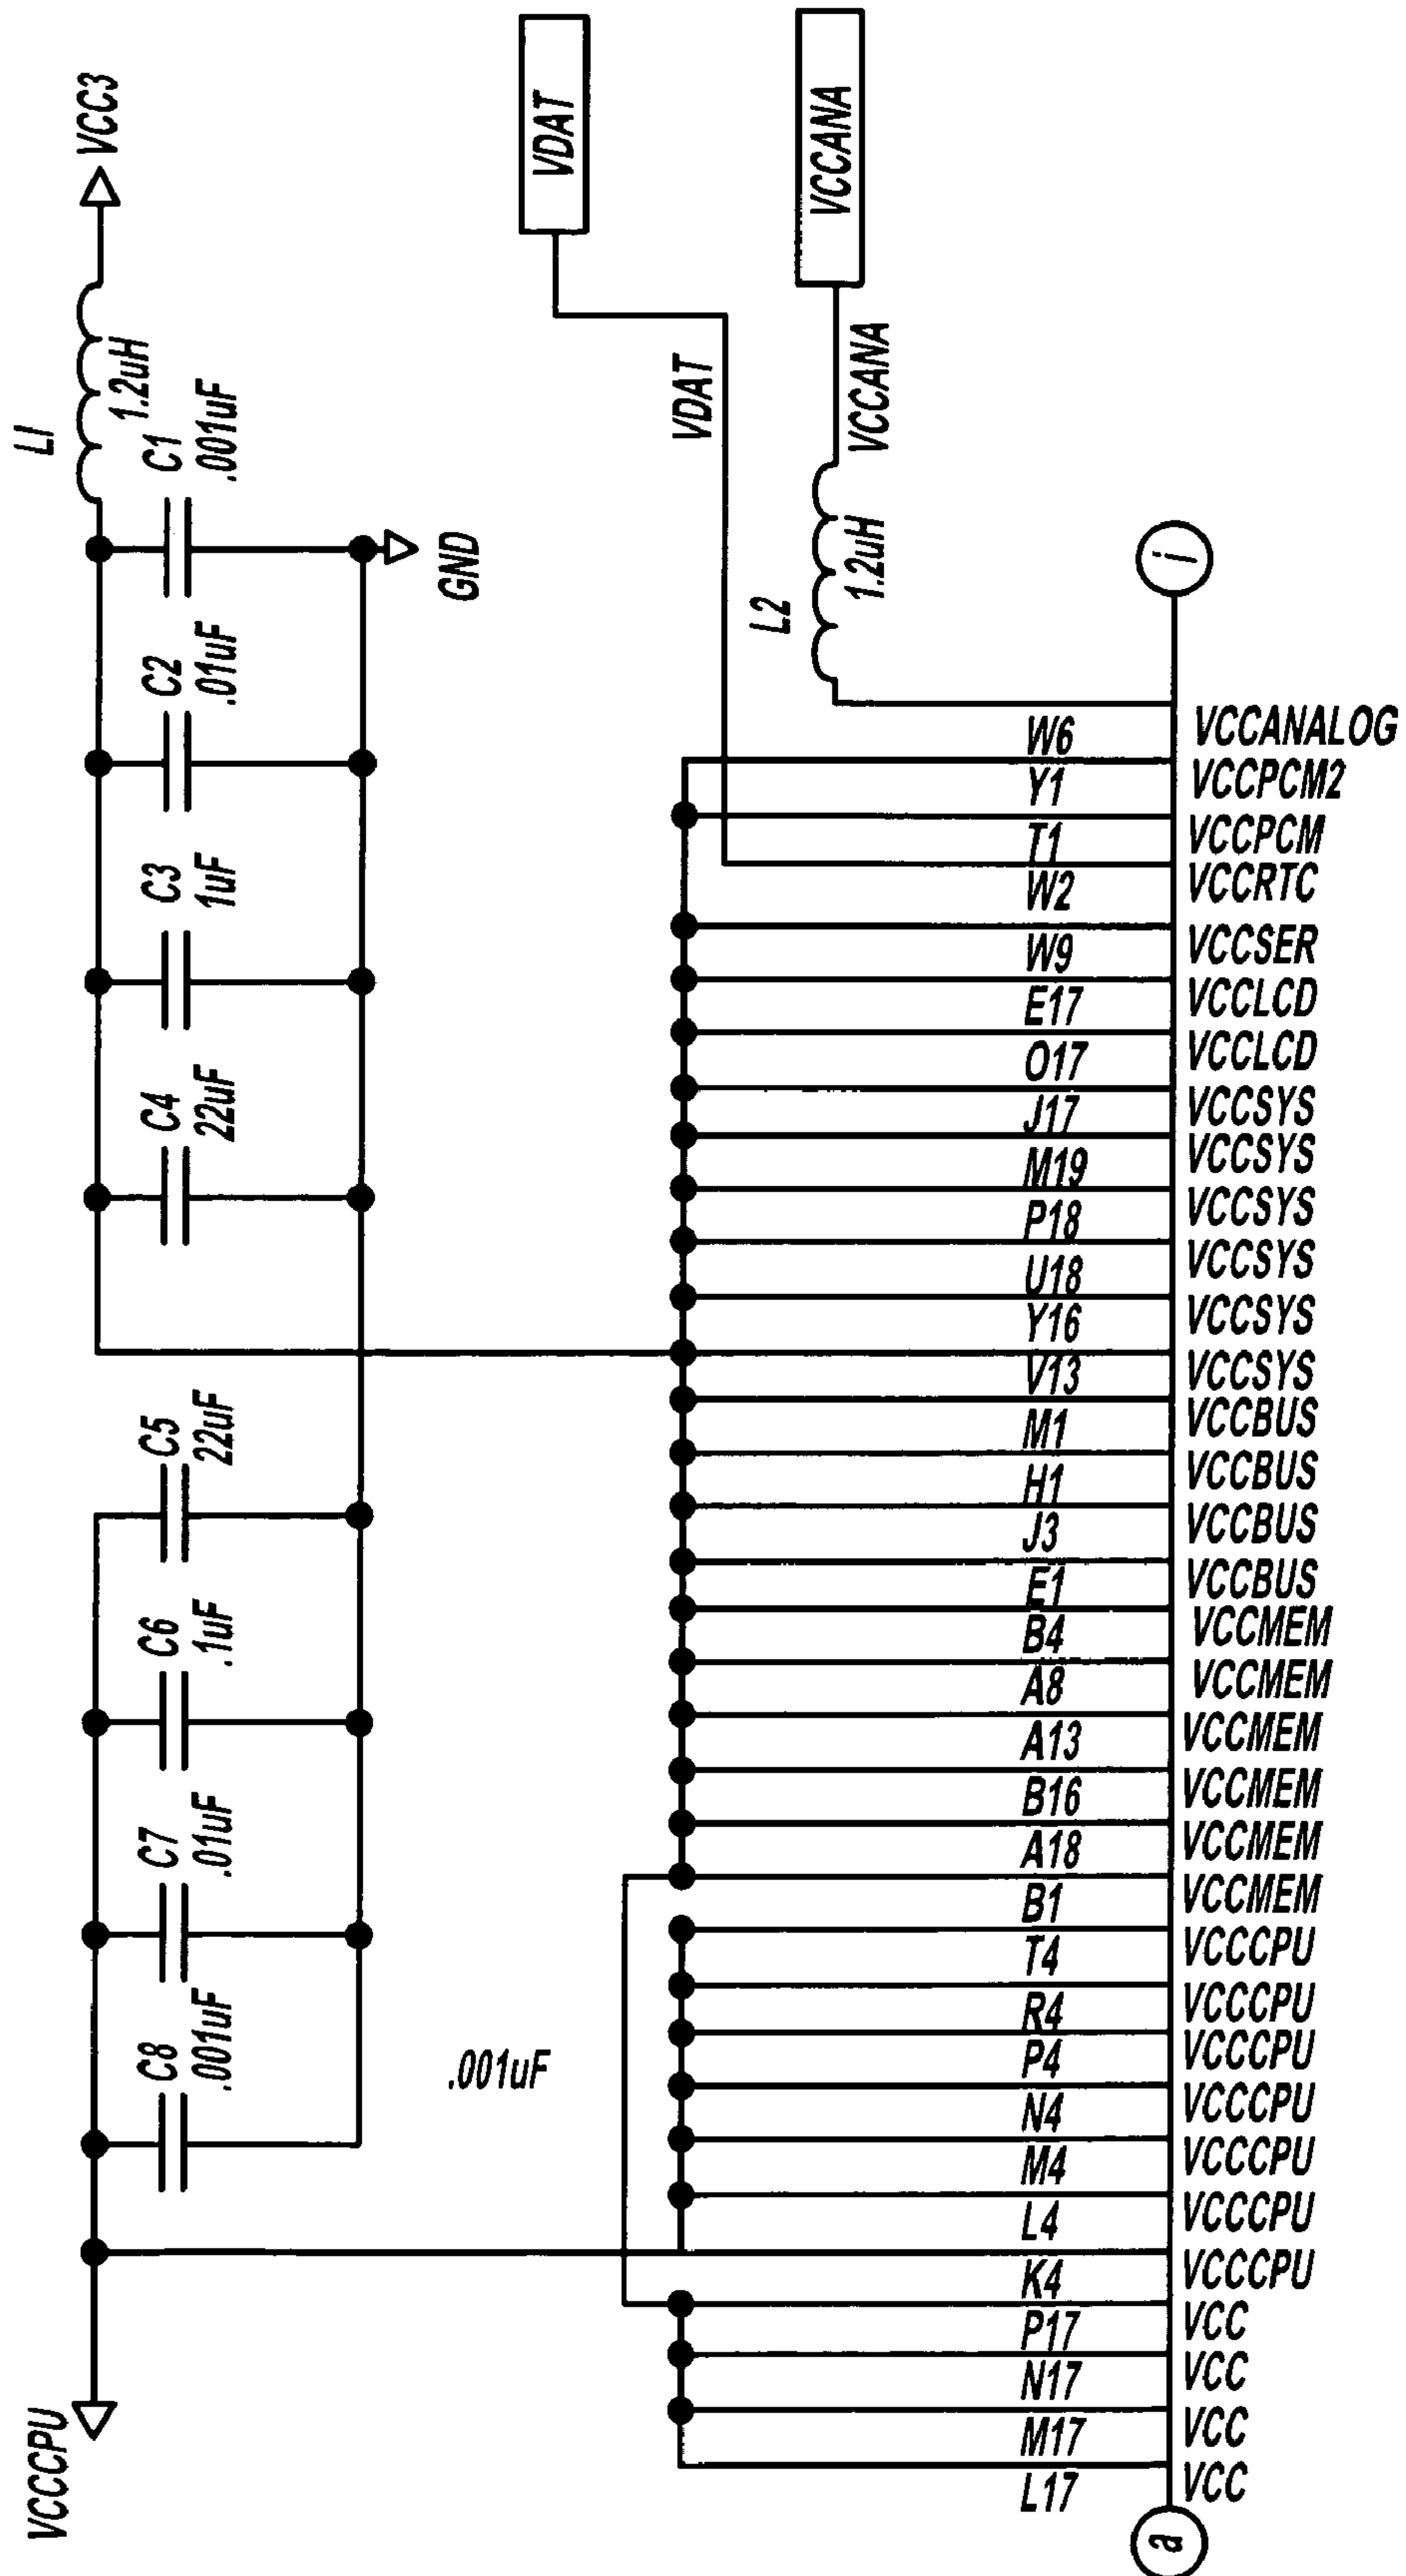 VCCCPU
C8
.001uF
C7
.01uF
C6
.1uF
C5
22uF
C4
22uF
C3
1uF
C2
.01uF
C1
.001uF
LI
1.2uH
VCC3
GND
.001uF
VDAT
VDAT
VCCANA
VCCANA
L2
1.2uH
i
W6 VCCANALOG
Y1 VCCPCM2
T1 VCCPCM
W2 VCCRTC
W9 VCCSER
E17 VCCLCD
O17 VCCLCD
J17 VCCSYS
M19 VCCSYS
P18 VCCSYS
U18 VCCSYS
Y16 VCCSYS
V13 VCCSYS
M1 VCCBUS
H1 VCCBUS
J3 VCCBUS
E1 VCCBUS
B4 VCCMEM
A8 VCCMEM
A13 VCCMEM
B16 VCCMEM
A18 VCCMEM
B1 VCCMEM
T4 VCCCPU
R4 VCCCPU
P4 VCCCPU
N4 VCCCPU
M4 VCCCPU
L4 VCCCPU
K4 VCCCPU
P17 VCC
N17 VCC
M17 VCC
L17 VCC
a